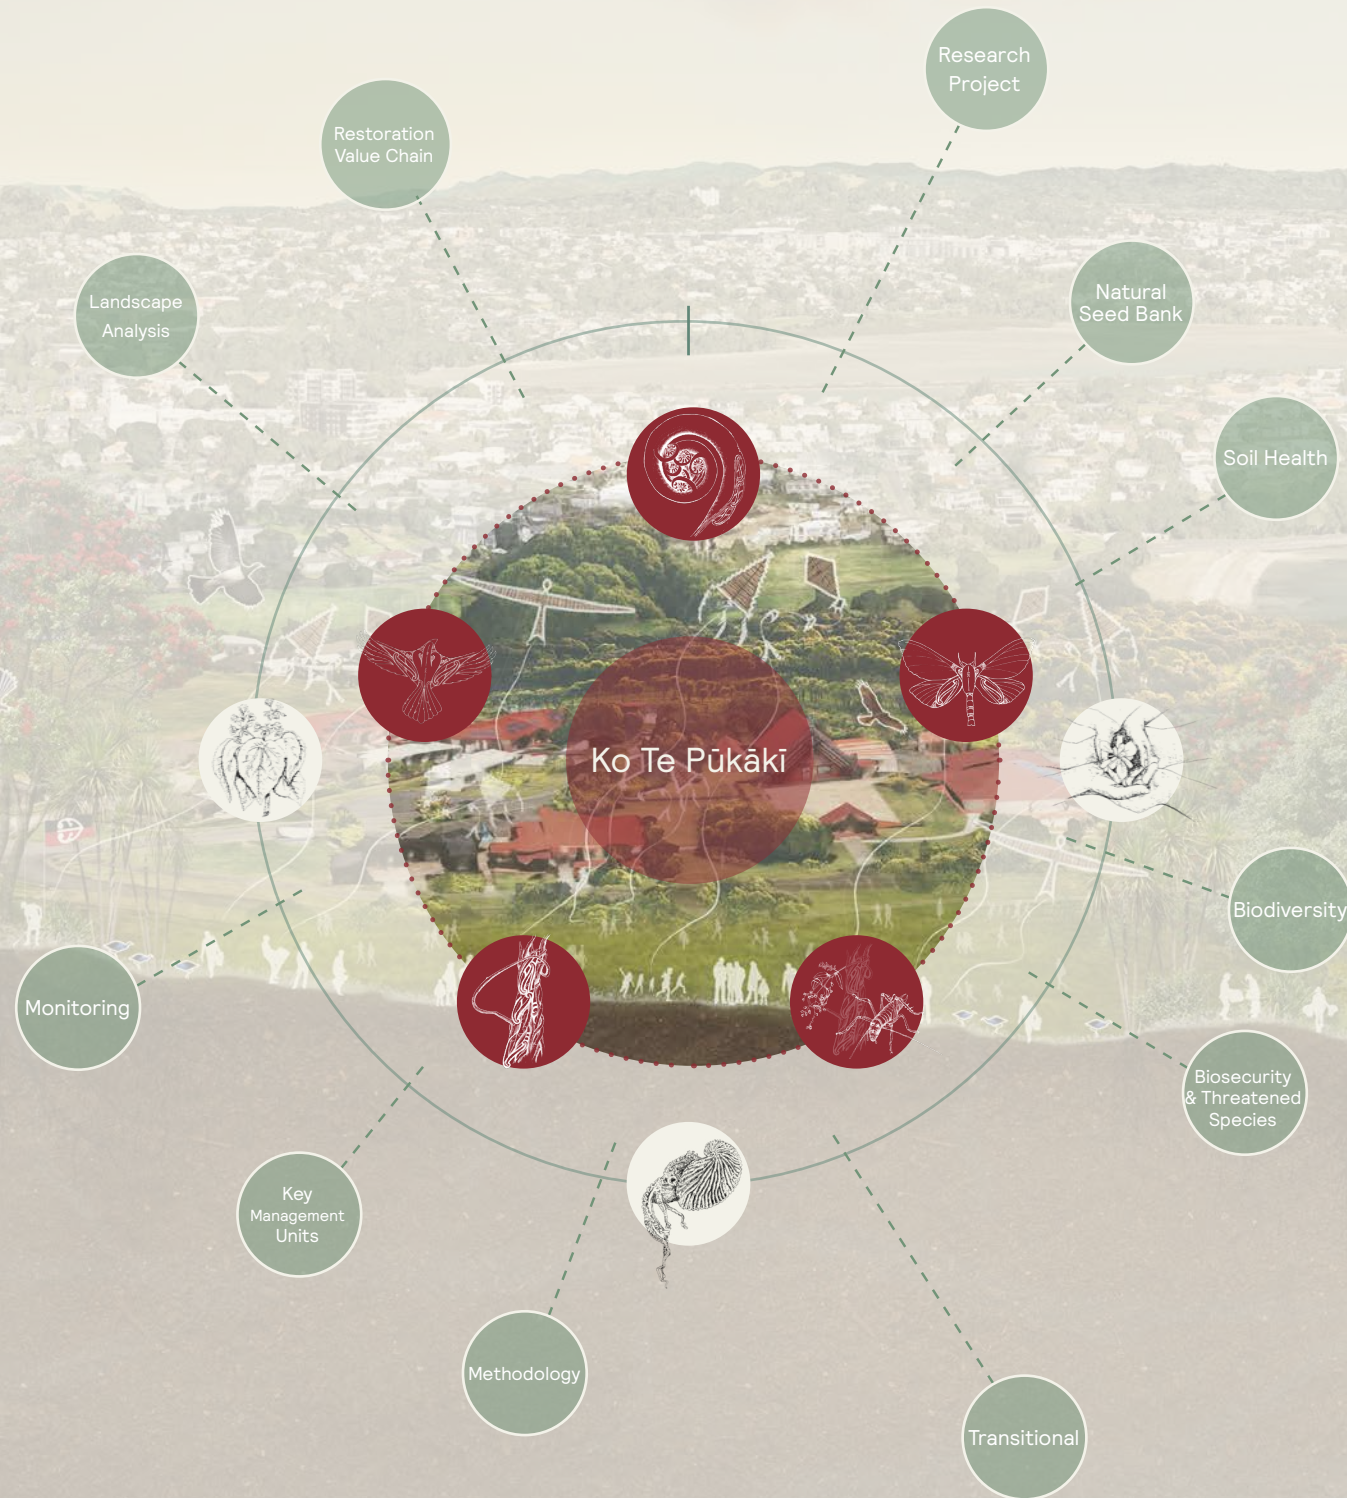 Research
Project
Restoration
Value Chain
Natural
Seed Bank
Landscape
Analysis
Soil Health
Ko Te Pūkākī
Biodiversity
Monitoring
Biosecurity
& Threatened
Species
Key
Management
Units
Methodology
Transitional